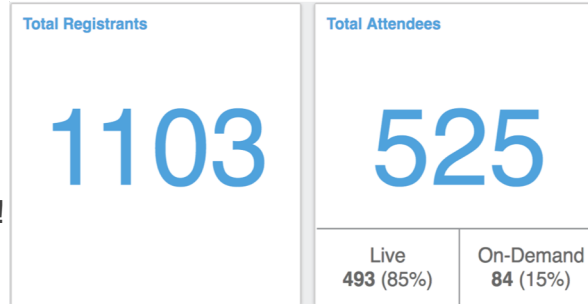 Total Registrants
1103
Total Attendees
525
Live
493 (85%)
On-Demand
84 (15%)
!